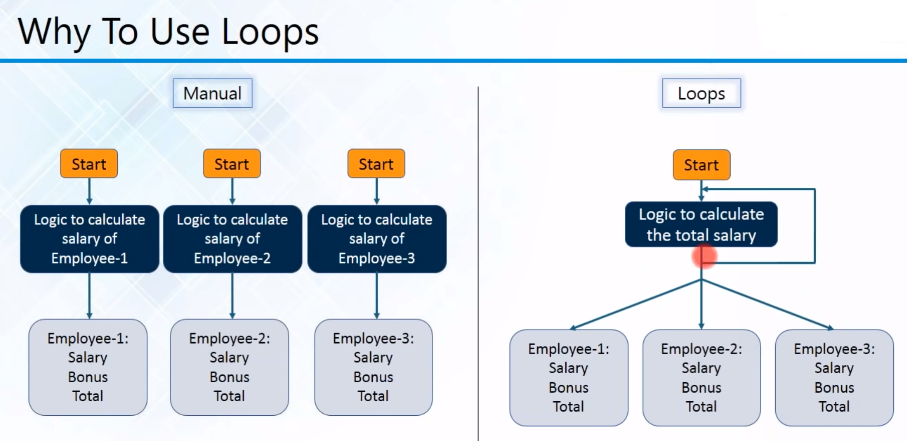 Why To Use Loops
Manual
Start
Start
Start
Logic to calculate
salary of
Employee-1
Logic to calculate
salary of
Employee-2
Logic to calculate
salary of
Employee-3
Employee-1:
Salary
Bonus
Total
Employee-2:
Salary
Bonus
Total
Employee-3:
Salary
Bonus
Total
Loops
Start
Logic to calculate
the total salary
Employee-1:
Salary
Bonus
Total
Employee-2:
Salary
Bonus
Total
Employee-3:
Salary
Bonus
Total